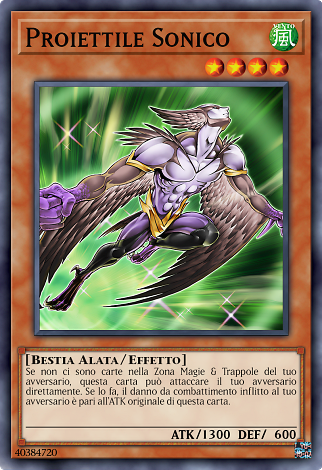 Proiettile Sonico
VENTO
風
[Bestia Alata/Effetto]
Se non ci sono carte nella Zona Magie & Trappole del tuo
avversario, questa carta può attaccare il tuo avversario
direttamente. Se lo fa, il danno da combattimento inflitto al tuo
avversario è pari all'ATK originale di questa carta.
ATK/1300 DEF/ 600
40384720